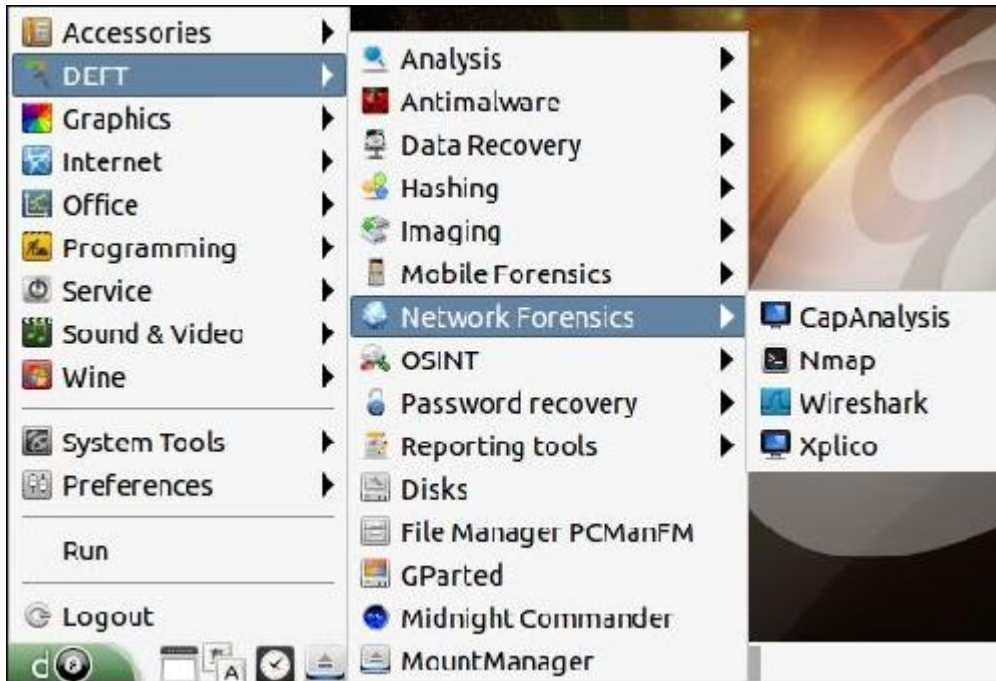 Accessories
DEFT
Graphics
Internet
Office
Programming
Service
Sound & Video
Wine
System Tools
Preferences
Run
Logout
Analysis
Antimalware
Data Recovery
Hashing
Imaging
Mobile Forensics
Network Forensics
OSINT
Password recovery
Reporting tools
Disks
File Manager PCManFM
GParted
Midnight Commander
MountManager
CapAnalysis
Nmap
Wireshark
Xplico
d8
A